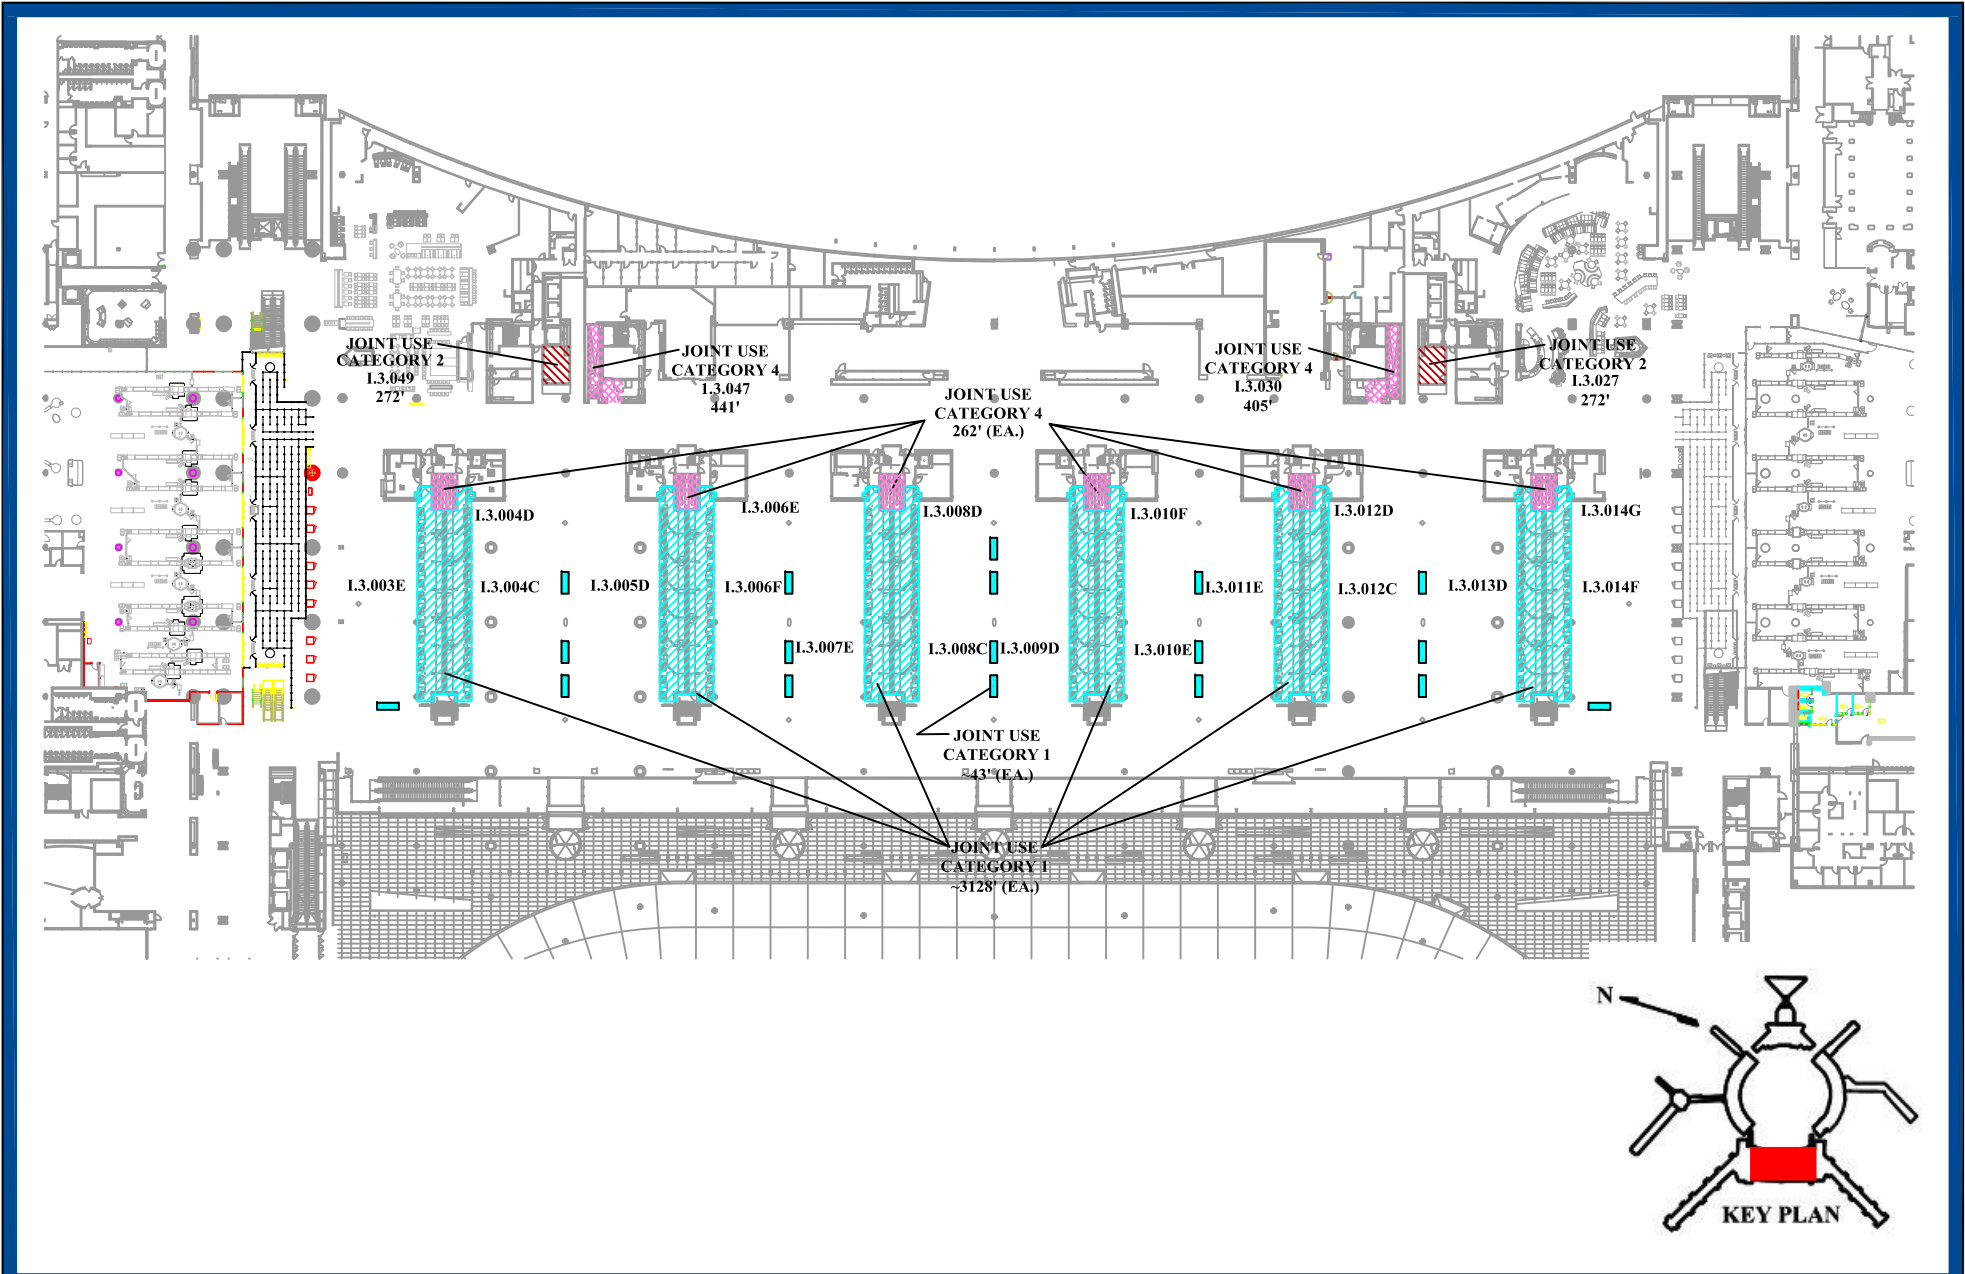 JOINT USE
CATEGORY 2
I.3.049
272'
JOINT USE
CATEGORY 4
1.3.047
441'
JOINT USE
CATEGORY 4
I.3.030
405'
JOINT USE
CATEGORY 2
I.3.027
272'
JOINT USE
CATEGORY 4
262' (EA.)
I.3.004D
I.3.006E
I.3.008D
I.3.010F
I.3.012D
I.3.014G
I.3.003E
I.3.004C
I.3.005D
I.3.006F
I.3.011E
I.3.012C
I.3.013D
I.3.014F
I.3.007E
I.3.008C
I.3.009D
I.3.010E
JOINT USE
CATEGORY 1
~43' (EA.)
JOINT USE
CATEGORY 1
~3128' (EA.)
N
KEY PLAN